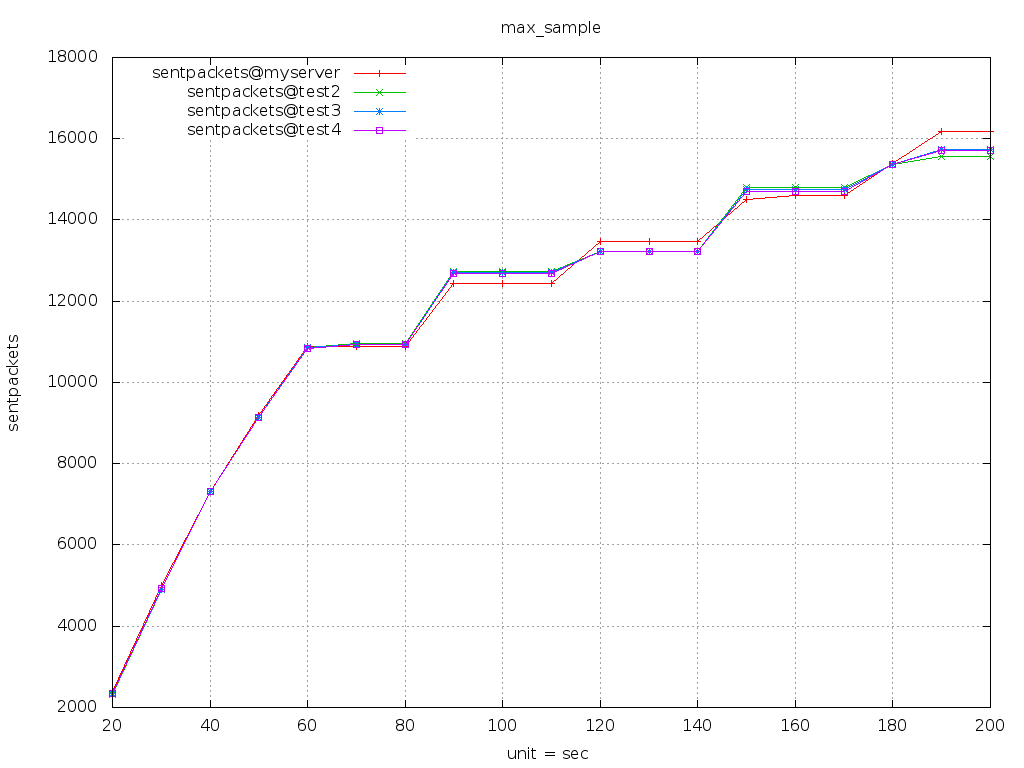 max_sample
18000
16000
14000
12000
10000
8000
6000
4000
2000
sentpackets
sentpackets@myserver
sentpackets@test2
sentpackets@test3
sentpackets@test4
20 40 60 80 100 120 140 160 180 200
unit = sec